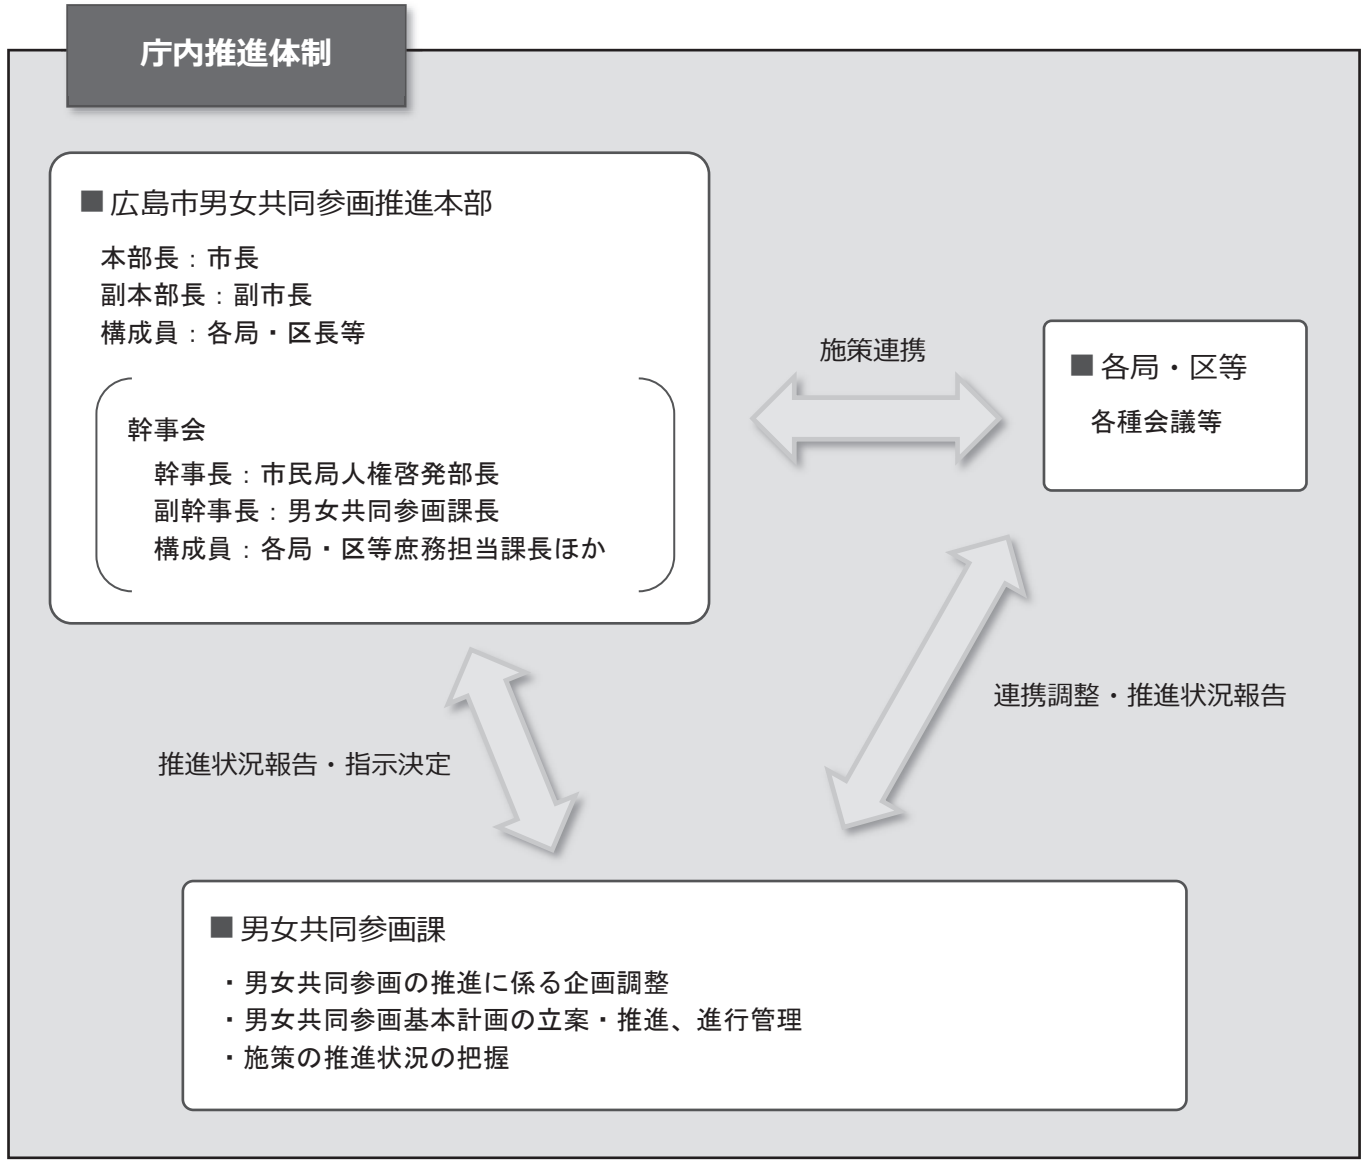 庁内推進体制
■広島市男女共同参画推進本部
本部長：市長
副本部長：副市長
構成員：各局・区長等
幹事会
幹事長：市民局人権啓発部長
副幹事長：男女共同参画課長
構成員：各局・区等庶務担当課長ほか
施策連携
■各局・区等
各種会議等
連携調整・推進状況報告
推進状況報告・指示決定
■男女共同参画課
・男女共同参画の推進に係る企画調整
・男女共同参画基本計画の立案・推進、進行管理
・施策の推進状況の把握